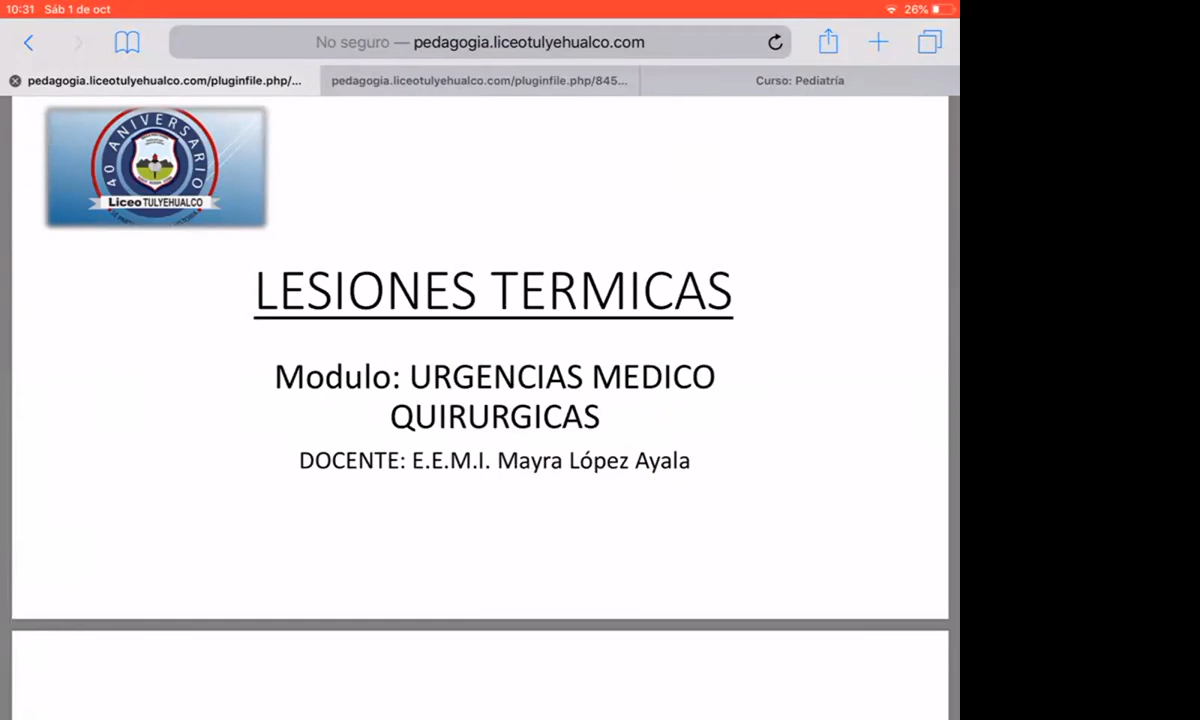 10:31 Sáb 1 de oct
26%
No seguro — pedagogia.liceotulyehualco.com
pedagogia.liceotulyehualco.com/pluginfile.php/...
pedagogia.liceotulyehualco.com/pluginfile.php/845...
Curso: Pediatría
40 ANIVERSARIO
Liceo TULYEHUALCO
LESIONES TERMICAS
Modulo: URGENCIAS MEDICO
QUIRURGICAS
DOCENTE: E.E.M.I. Mayra López Ayala